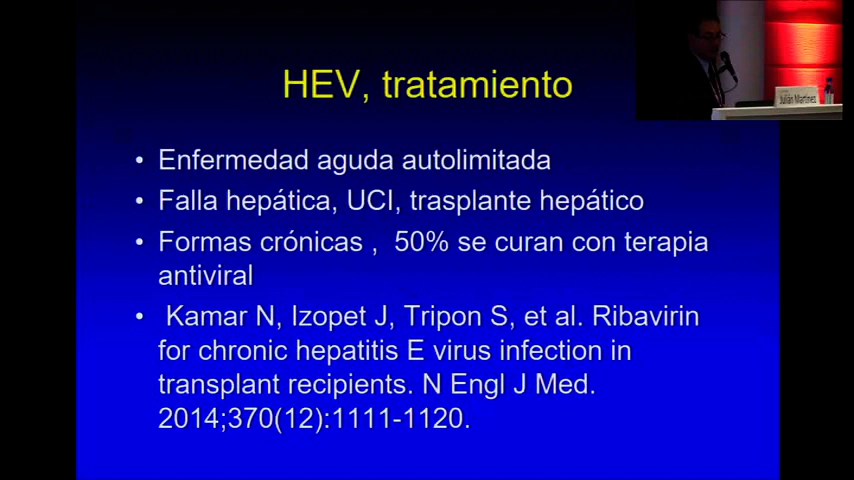 HEV, tratamiento
Julián Martínez
• Enfermedad aguda autolimitada
• Falla hepática, UCI, trasplante hepático
• Formas crónicas , 50% se curan con terapia
antiviral
• Kamar N, Izopet J, Tripon S, et al. Ribavirin
for chronic hepatitis E virus infection in
transplant recipients. N Engl J Med.
2014;370(12):1111-1120.